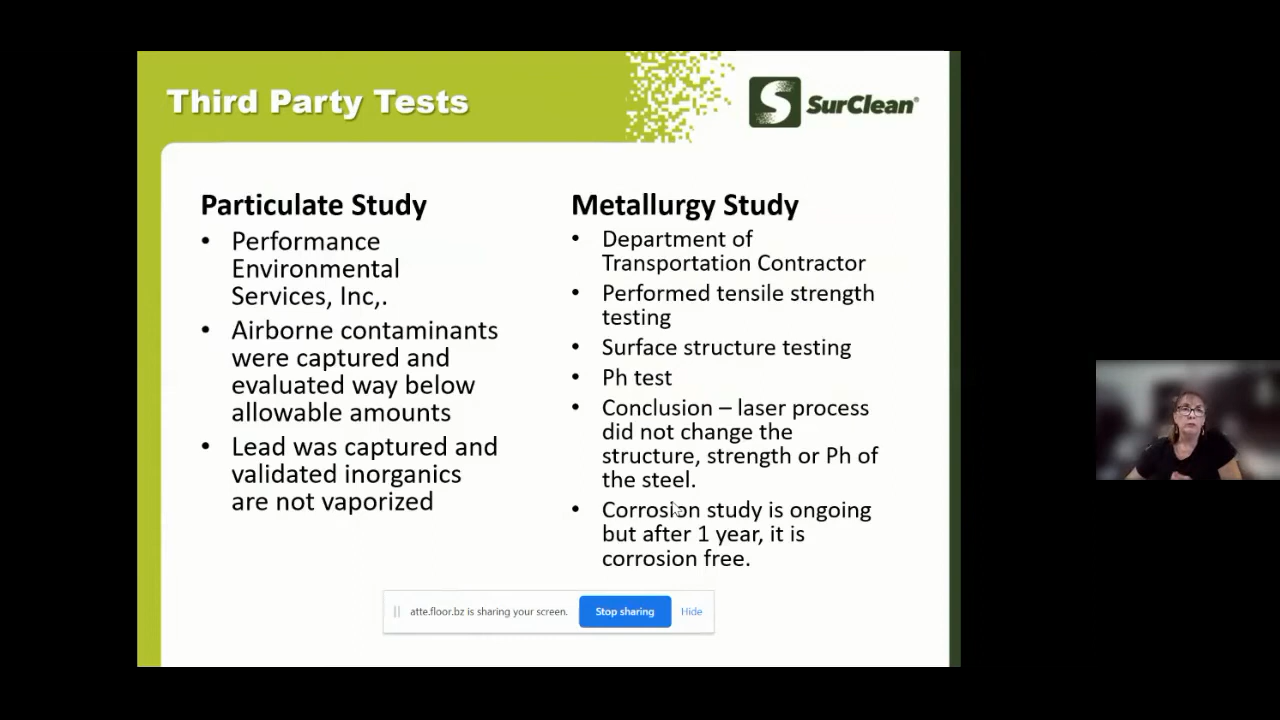 Third Party Tests
SurClean®
Particulate Study
• Performance
Environmental
Services, Inc,.
• Airborne contaminants
were captured and
evaluated way below
allowable amounts
• Lead was captured and
validated inorganics
are not vaporized
Metallurgy Study
• Department of
Transportation Contractor
• Performed tensile strength
testing
• Surface structure testing
• Ph test
• Conclusion – laser process
did not change the
structure, strength or Ph of
the steel.
• Corrosion study is ongoing
but after 1 year, it is
corrosion free.
atte.floor.bz is sharing your screen.
Stop sharing
Hide